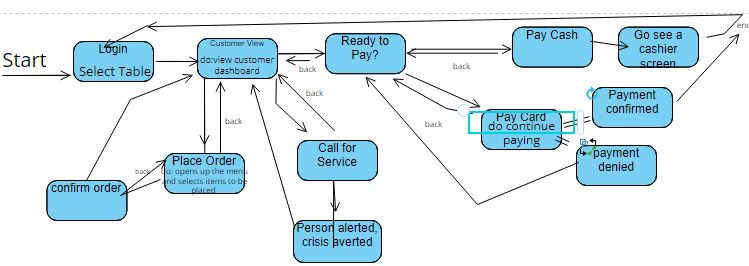 Start
Login
Select Table
Customer View
do:view customer
dashboard
back
Ready to
Pay?
back
Pay Cash
Go see a
cashier
screen
end
Payment
confirmed
Pay Card
do continue
paying
back
payment
denied
back
Call for
Service
Place Order
do: opens up the menu
and selects items to be
placed
back
confirm order
Person alerted,
crisis averted